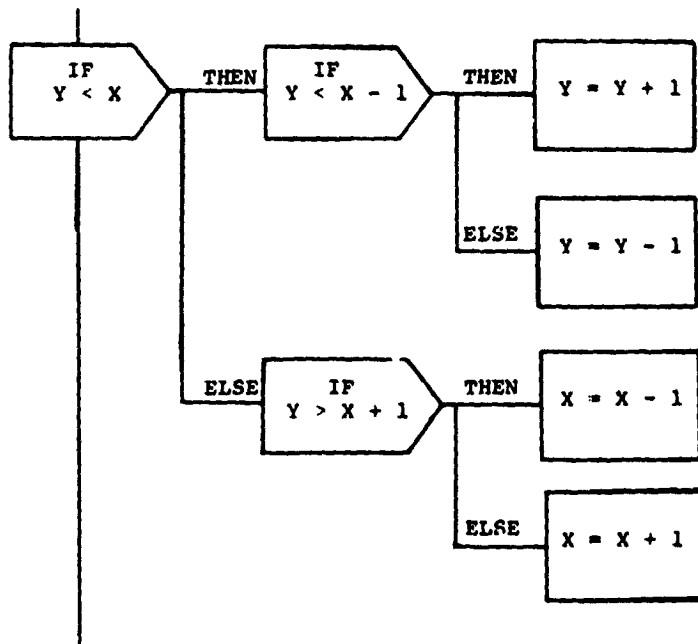 IF
Y < X
THEN
IF
Y < X - 1
THEN
Y = Y + 1
ELSE
Y = Y - 1
ELSE
IF
Y > X + 1
THEN
X = X - 1
ELSE
X = X + 1